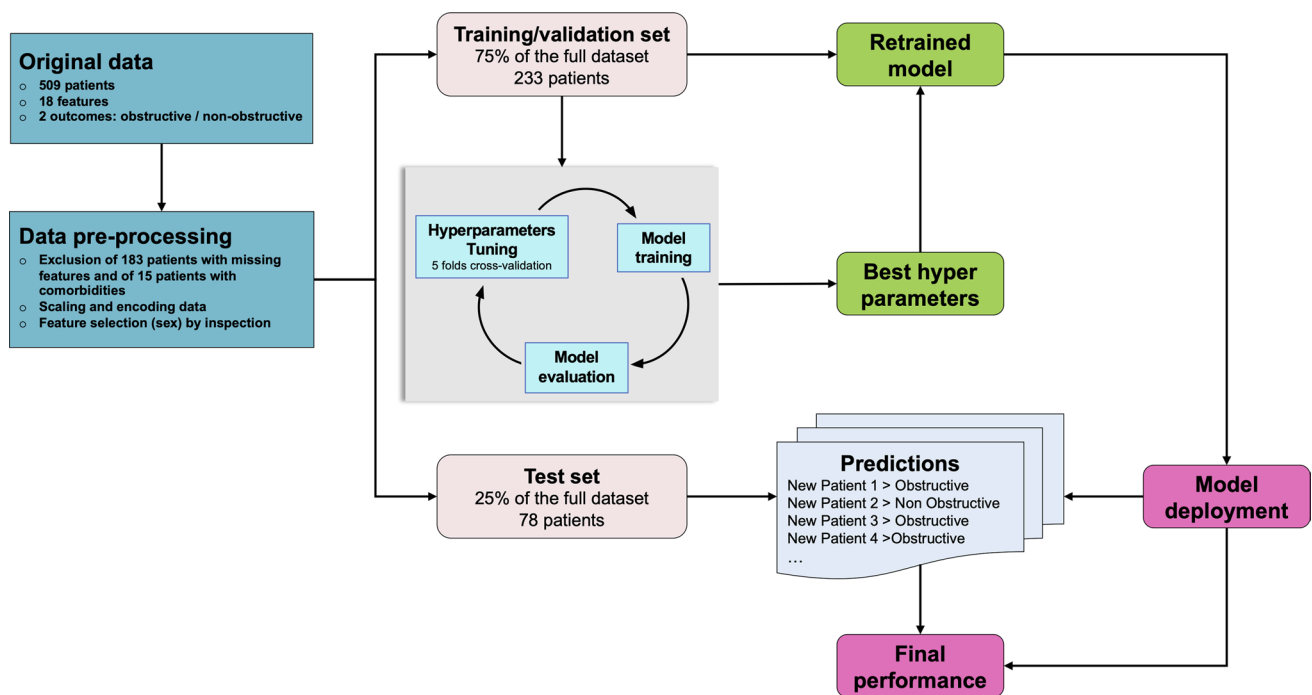 Original data
○ 509 patients
○ 18 features
○ 2 outcomes: obstructive / non-obstructive
Data pre-processing
○ Exclusion of 183 patients with missing
features and of 15 patients with
comorbidities
○ Scaling and encoding data
○ Feature selection (sex) by inspection
Training/validation set
75% of the full dataset
233 patients
Hyperparameters
Tuning
5 folds cross-validation
Model
training
Model
evaluation
Retrained
model
Best hyper
parameters
Test set
25% of the full dataset
78 patients
Predictions
New Patient 1 > Obstructive
New Patient 2 > Non Obstructive
New Patient 3 > Obstructive
New Patient 4 >Obstructive
…
Model
deployment
Final
performance